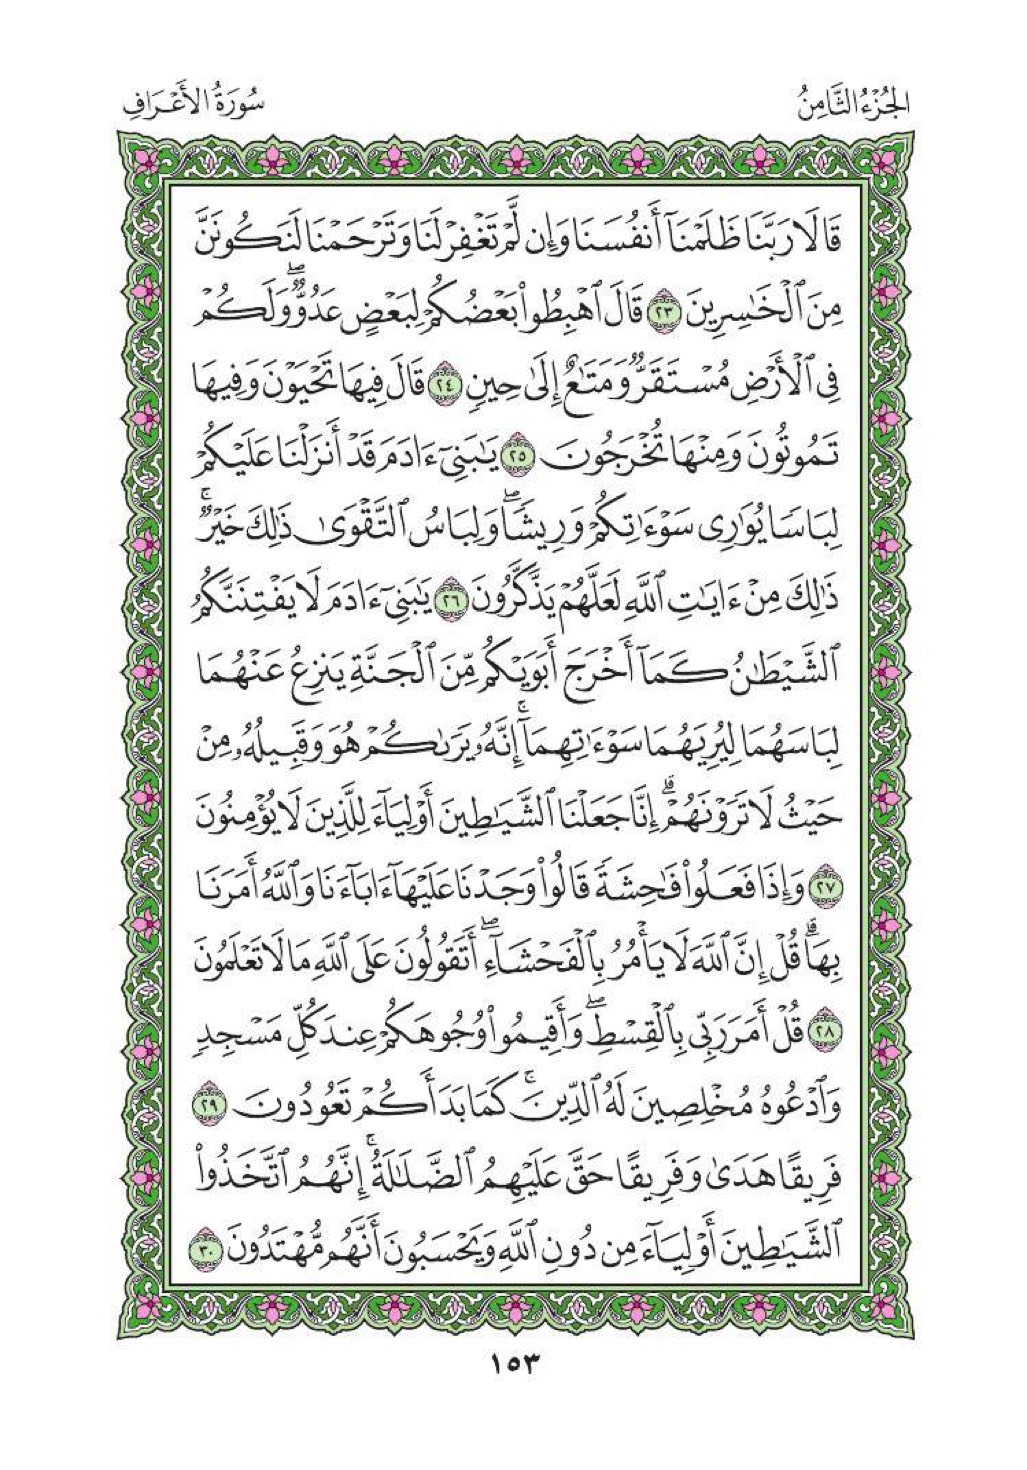 الجُزْءُ الثَّامِنُ
سُورَةُ الأَعْرَافِ
قَالَا رَبَّنَا ظَلَمْنَآ أَنفُسَنَا وَإِن لَّمْ تَغْفِرْ لَنَا وَتَرْحَمْنَا لَنَكُونَنَّ
مِنَ ٱلْخَٰسِرِينَ ٢٣ قَالَ ٱهْبِطُوا۟ بَعْضُكُمْ لِبَعْضٍ عَدُوٌّ ۖ وَلَكُمْ
فِى ٱلْأَرْضِ مُسْتَقَرٌّ وَمَتَٰعٌ إِلَىٰ حِينٍ ٢٤ قَالَ فِيهَا تَحْيَوْنَ وَفِيهَا
تَمُوتُونَ وَمِنْهَا تُخْرَجُونَ ٢٥ يَٰبَنِىٓ ءَادَمَ قَدْ أَنزَلْنَا عَلَيْكُمْ
لِبَاسًا يُوَٰرِى سَوْءَٰتِكُمْ وَرِيشًا ۖ وَلِبَاسُ ٱلتَّقْوَىٰ ذَٰلِكَ خَيْرٌ ۚ
ذَٰلِكَ مِنْ ءَايَٰتِ ٱللَّهِ لَعَلَّهُمْ يَذَّكَّرُونَ ٢٦ يَٰبَنِىٓ ءَادَمَ لَا يَفْتِنَنَّكُمُ
ٱلشَّيْطَٰنُ كَمَآ أَخْرَجَ أَبَوَيْكُم مِّنَ ٱلْجَنَّةِ يَنزِعُ عَنْهُمَا
لِبَاسَهُمَا لِيُرِيَهُمَا سَوْءَٰتِهِمَآ ۚ إِنَّهُۥ يَرَىٰكُمْ هُوَ وَقَبِيلُهُۥ مِنْ
حَيْثُ لَا تَرَوْنَهُمْ ۗ إِنَّا جَعَلْنَا ٱلشَّيَٰطِينَ أَوْلِيَآءَ لِلَّذِينَ لَا يُؤْمِنُونَ
٢٧ وَإِذَا فَعَلُوا۟ فَٰحِشَةً قَالُوا۟ وَجَدْنَا عَلَيْهَآ ءَابَآءَنَا وَٱللَّهُ أَمَرَنَا
بِهَا ۗ قُلْ إِنَّ ٱللَّهَ لَا يَأْمُرُ بِٱلْفَحْشَآءِ ۖ أَتَقُولُونَ عَلَى ٱللَّهِ مَا لَا تَعْلَمُونَ
٢٨ قُلْ أَمَرَ رَبِّى بِٱلْقِسْطِ ۖ وَأَقِيمُوا۟ وُجُوهَكُمْ عِندَ كُلِّ مَسْجِدٍ
وَٱدْعُوهُ مُخْلِصِينَ لَهُ ٱلدِّينَ ۚ كَمَا بَدَأَكُمْ تَعُودُونَ ٢٩
فَرِيقًا هَدَىٰ وَفَرِيقًا حَقَّ عَلَيْهِمُ ٱلضَّلَٰلَةُ ۚ إِنَّهُمُ ٱتَّخَذُوا۟
ٱلشَّيَٰطِينَ أَوْلِيَآءَ مِن دُونِ ٱللَّهِ وَيَحْسَبُونَ أَنَّهُم مُّهْتَدُونَ ٣٠
١٥٣